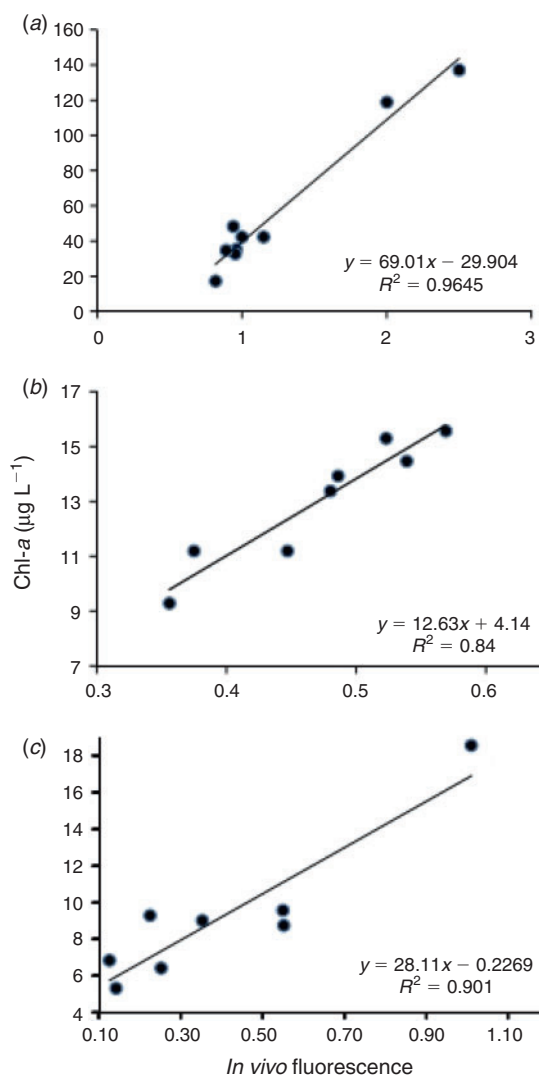 (a)
160
140
120
100
80
60
40
20
0
y = 69.01x − 29.904
R² = 0.9645
0 1 2 3
(b)
17
15
13
11
9
7
Chl-a (µg L⁻¹)
y = 12.63x + 4.14
R² = 0.84
0.3 0.4 0.5 0.6
(c)
18
16
14
12
10
8
6
4
y = 28.11x − 0.2269
R² = 0.901
0.10 0.30 0.50 0.70 0.90 1.10
In vivo fluorescence